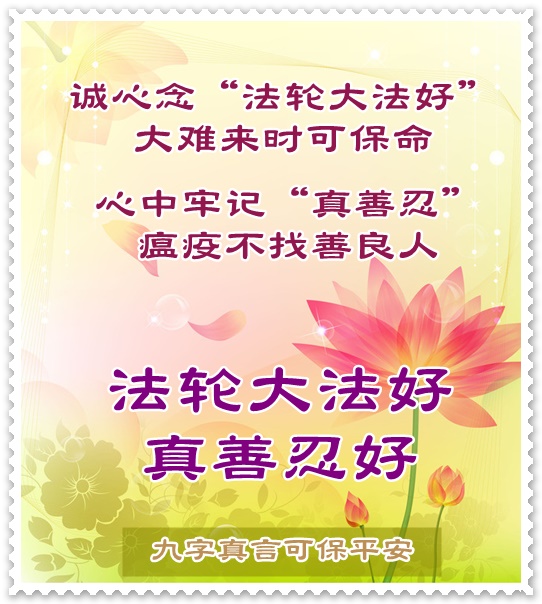 诚心念“法轮大法好”
大难来时可保命
心中牢记“真善忍”
瘟疫不找善良人
法轮大法好
真善忍好
九字真言可保平安